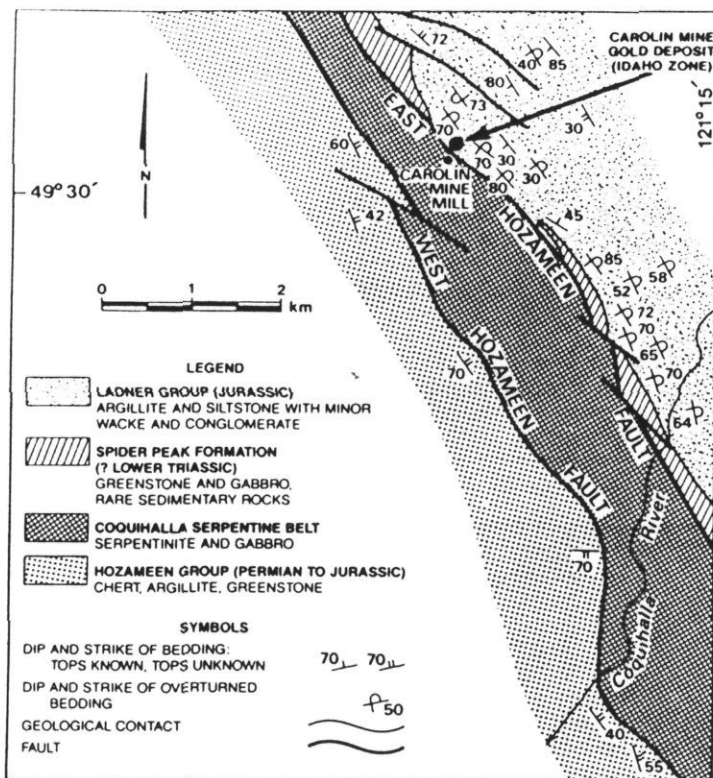 CAROLIN MINE
GOLD DEPOSIT
(IDAHO ZONE)
121° 15´
72
40
85
80
73
EAST
70
30
60
CAROLIN
MINE
MILL
70
30
80
30
N
49° 30´
42
WEST
HOZAMEEN
45
85
58
52
0 1 2
km
72
70
65
70
HOZAMEEN
70
64
FAULT
FAULT
River
70
Coquihalla
40
55
LEGEND
LADNER GROUP (JURASSIC)
ARGILLITE AND SILTSTONE WITH MINOR
WACKE AND CONGLOMERATE
SPIDER PEAK FORMATION
(? LOWER TRIASSIC)
GREENSTONE AND GABBRO,
RARE SEDIMENTARY ROCKS
COQUIHALLA SERPENTINE BELT
SERPENTINITE AND GABBRO
HOZAMEEN GROUP (PERMIAN TO JURASSIC)
CHERT, ARGILLITE, GREENSTONE
SYMBOLS
DIP AND STRIKE OF BEDDING:
TOPS KNOWN, TOPS UNKNOWN 70 70
DIP AND STRIKE OF OVERTURNED
BEDDING 50
GEOLOGICAL CONTACT
FAULT